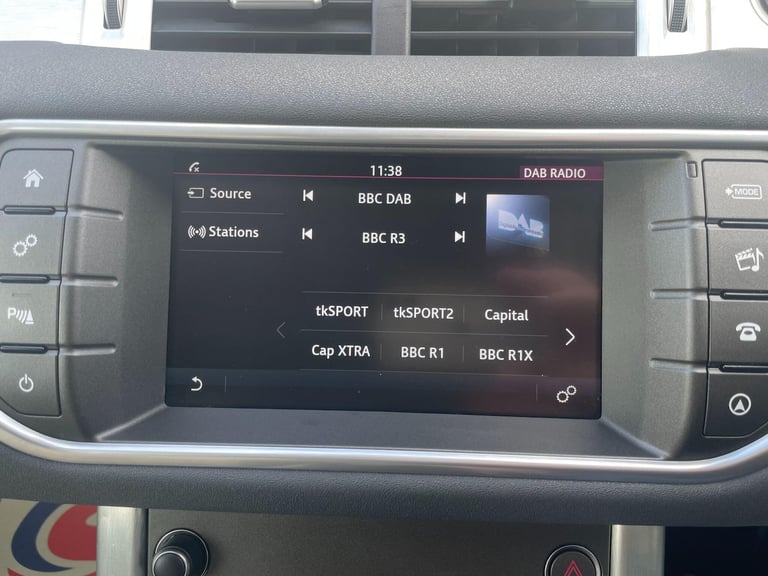 11:38 DAB RADIO
Source
BBC DAB
Stations
BBC R3
DAB
tkSPORT tkSPORT2 Capital
Cap XTRA BBC R1 BBC R1X
MODE
P